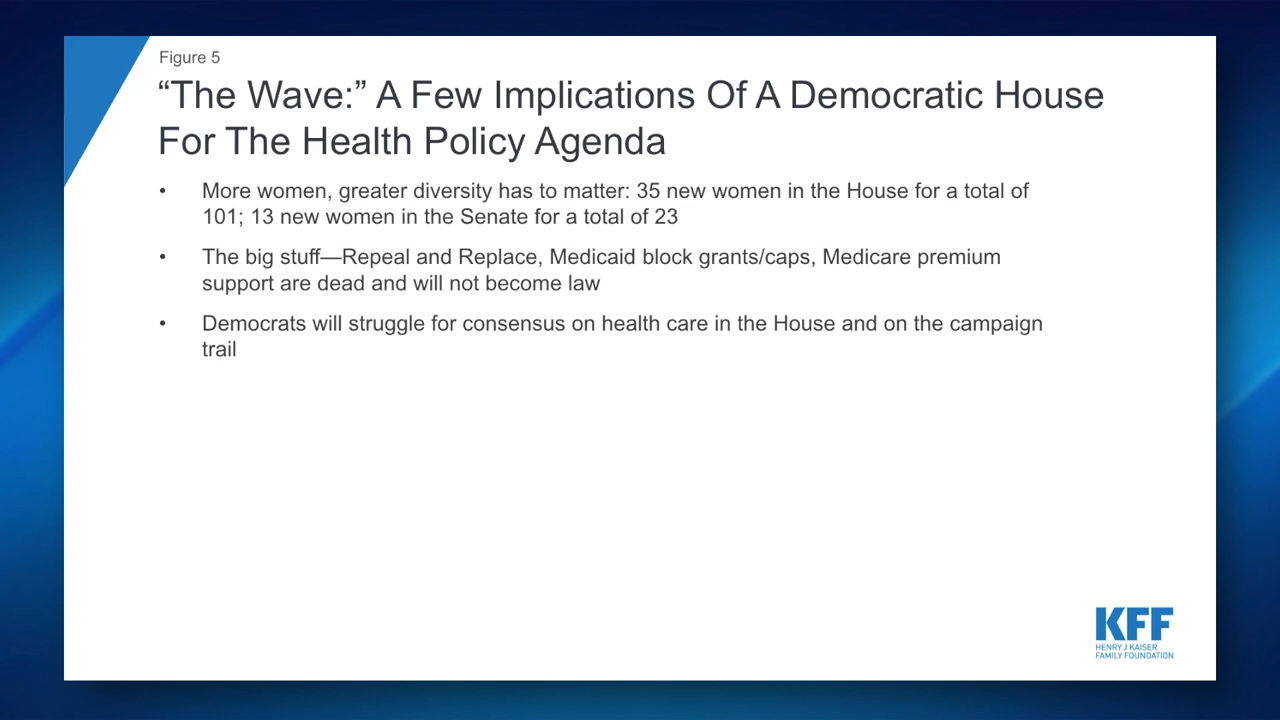 Figure 5
“The Wave:” A Few Implications Of A Democratic House
For The Health Policy Agenda
• More women, greater diversity has to matter: 35 new women in the House for a total of
101; 13 new women in the Senate for a total of 23
• The big stuff—Repeal and Replace, Medicaid block grants/caps, Medicare premium
support are dead and will not become law
• Democrats will struggle for consensus on health care in the House and on the campaign
trail
KFF
HENRY J KAISER
FAMILY FOUNDATION